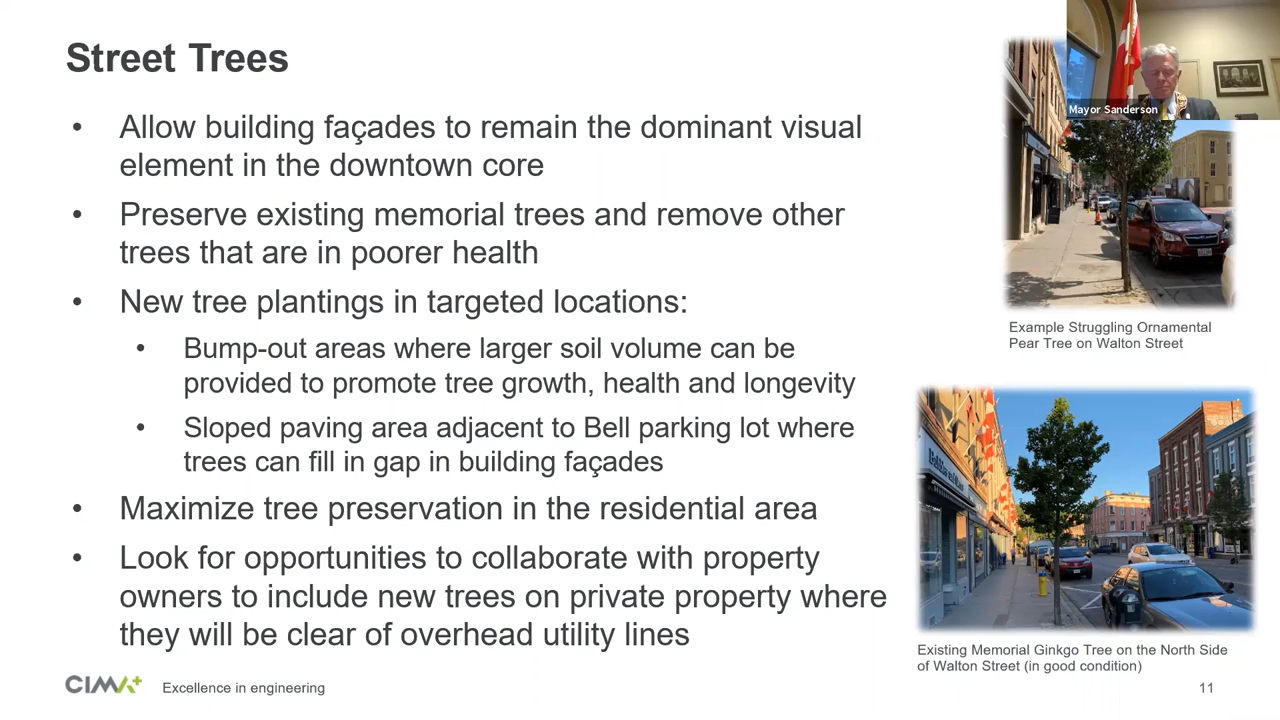 Street Trees
Mayor Sanderson
• Allow building façades to remain the dominant visual
element in the downtown core
• Preserve existing memorial trees and remove other
trees that are in poorer health
• New tree plantings in targeted locations:
• Bump-out areas where larger soil volume can be
provided to promote tree growth, health and longevity
• Sloped paving area adjacent to Bell parking lot where
trees can fill in gap in building façades
• Maximize tree preservation in the residential area
• Look for opportunities to collaborate with property
owners to include new trees on private property where
they will be clear of overhead utility lines
Example Struggling Ornamental
Pear Tree on Walton Street
Existing Memorial Ginkgo Tree on the North Side
of Walton Street (in good condition)
CIMA+ Excellence in engineering
11